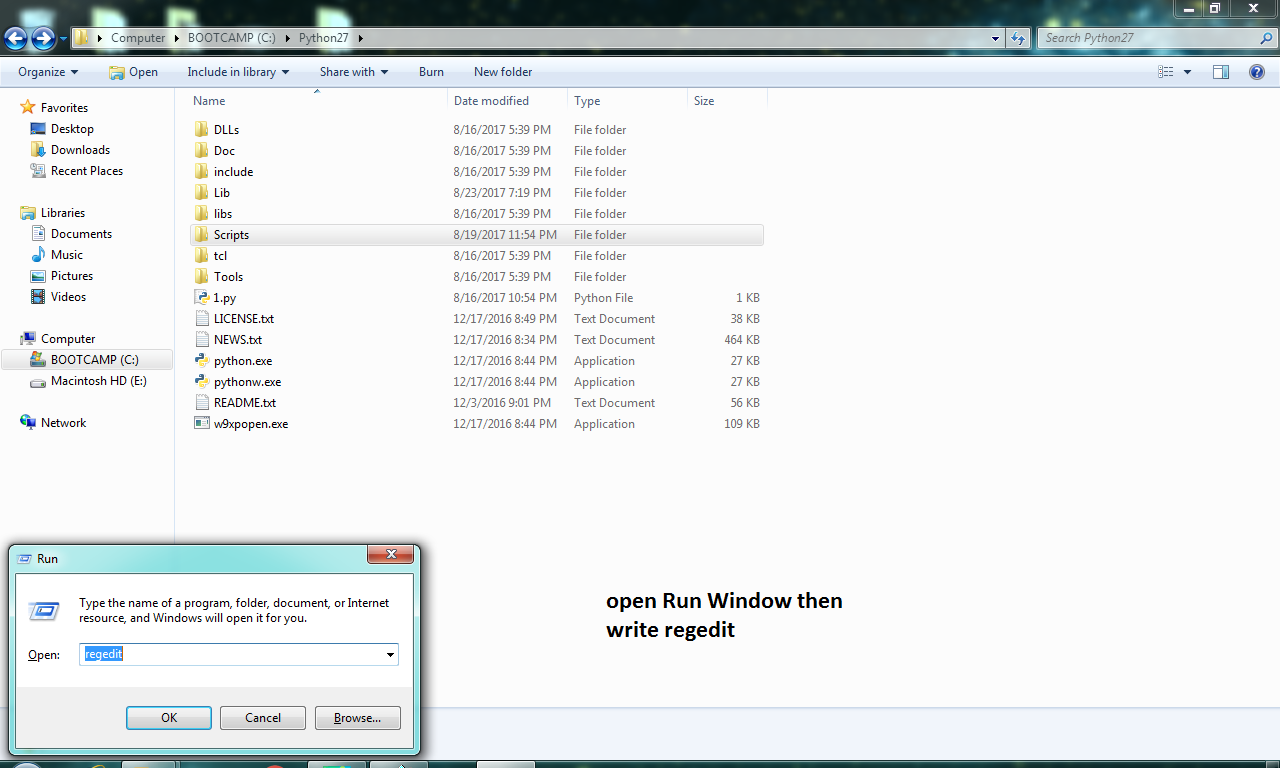 Computer BOOTCAMP (C:) Python27
Search Python27
Organize Open Include in library Share with Burn New folder
Favorites
Desktop
Downloads
Recent Places
Libraries
Documents
Music
Pictures
Videos
Computer
BOOTCAMP (C:)
Macintosh HD (E:)
Network
Name Date modified Type Size
DLLs 8/16/2017 5:39 PM File folder
Doc 8/16/2017 5:39 PM File folder
include 8/16/2017 5:39 PM File folder
Lib 8/23/2017 7:19 PM File folder
libs 8/16/2017 5:39 PM File folder
Scripts 8/19/2017 11:54 PM File folder
tcl 8/16/2017 5:39 PM File folder
Tools 8/16/2017 5:39 PM File folder
1.py 8/16/2017 10:54 PM Python File 1 KB
LICENSE.txt 12/17/2016 8:49 PM Text Document 38 KB
NEWS.txt 12/17/2016 8:34 PM Text Document 464 KB
python.exe 12/17/2016 8:44 PM Application 27 KB
pythonw.exe 12/17/2016 8:44 PM Application 27 KB
README.txt 12/3/2016 9:01 PM Text Document 56 KB
w9xpopen.exe 12/17/2016 8:44 PM Application 109 KB
Run
Type the name of a program, folder, document, or Internet
resource, and Windows will open it for you.
Open: regedit
OK Cancel Browse...
open Run Window then
write regedit